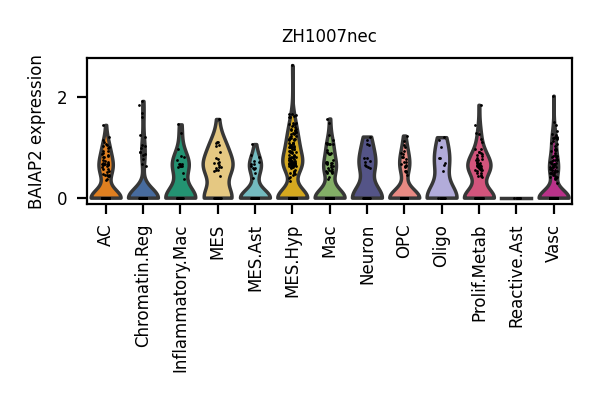 ZH1007nec
BAIAP2 expression
2
0
AC
Chromatin.Reg
Inflammatory.Mac
MES
MES.Ast
MES.Hyp
Mac
Neuron
OPC
Oligo
Prolif.Metab
Reactive.Ast
Vasc